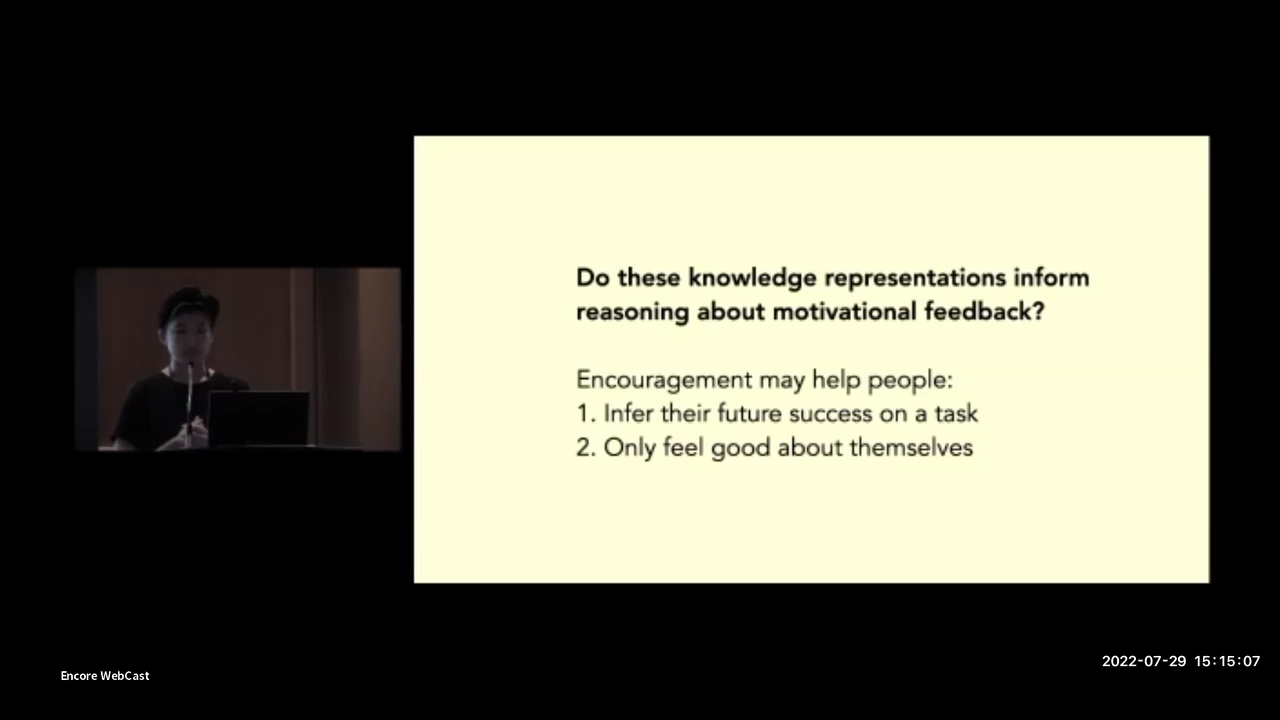 Do these knowledge representations inform
reasoning about motivational feedback?
Encouragement may help people:
1. Infer their future success on a task
2. Only feel good about themselves
2022-07-29 15:15:07
Encore WebCast